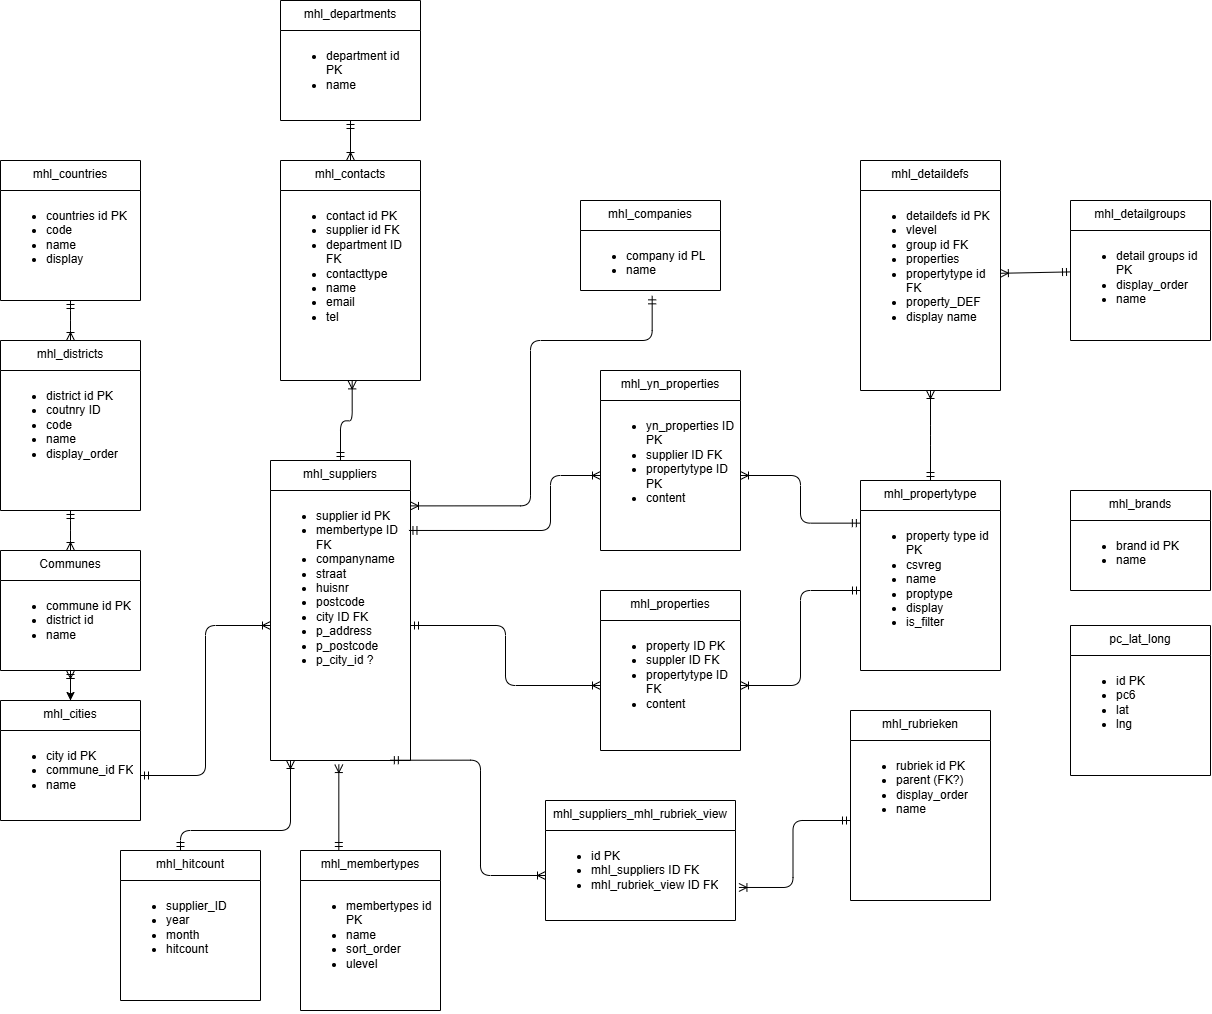 mhl_departments
department id
PK
name
mhl_countries
countries id PK
code
name
display
mhl_contacts
contact id PK
supplier id FK
department ID
FK
contacttype
name
email
tel
mhl_companies
company id PL
name
mhl_detaildefs
detaildefs id PK
vlevel
group id FK
properties
propertytype id
FK
property_DEF
display name
mhl_detailgroups
detail groups id
PK
display_order
name
mhl_districts
district id PK
coutnry ID
code
name
display_order
mhl_yn_properties
yn_properties ID
PK
supplier ID FK
propertytype ID
PK
content
mhl_suppliers
supplier id PK
membertype ID
FK
companyname
straat
huisnr
postcode
city ID FK
p_address
p_postcode
p_city_id ?
mhl_propertytype
property type id
PK
csvreg
name
proptype
display
is_filter
mhl_brands
brand id PK
name
Communes
commune id PK
district id
name
mhl_properties
property ID PK
suppler ID FK
propertytype ID
FK
content
pc_lat_long
id PK
pc6
lat
lng
mhl_cities
city id PK
commune_id FK
name
mhl_rubrieken
rubriek id PK
parent (FK?)
display_order
name
mhl_suppliers_mhl_rubriek_view
id PK
mhl_suppliers ID FK
mhl_rubriek_view ID FK
mhl_hitcount
supplier_ID
year
month
hitcount
mhl_membertypes
membertypes id
PK
name
sort_order
ulevel